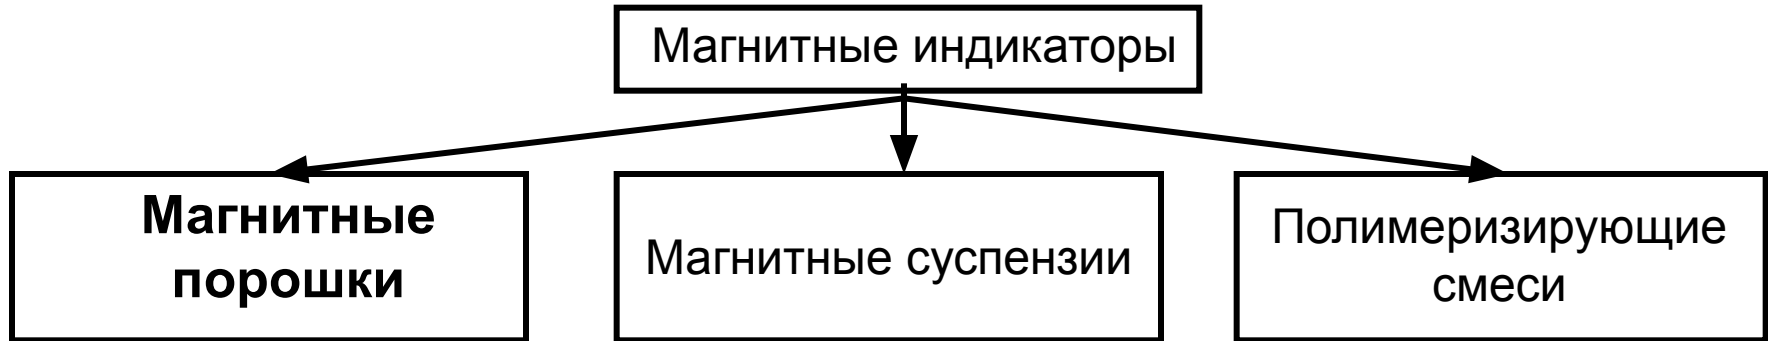 Магнитные индикаторы
Магнитные
порошки
Магнитные суспензии
Полимеризирующие
смеси